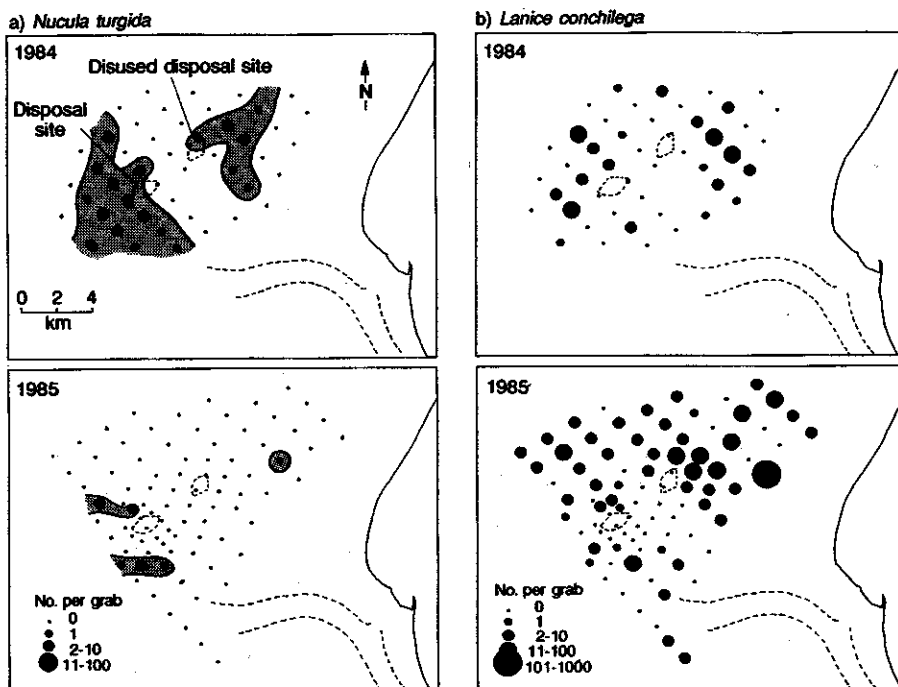 a) Nucula turgida
1984
Disused disposal site
Disposal
site
N
0 2 4
km
1985
No. per grab
0
1
2-10
11-100
b) Lanice conchilega
1984
1985
No. per grab
0
1
2-10
11-100
101-1000